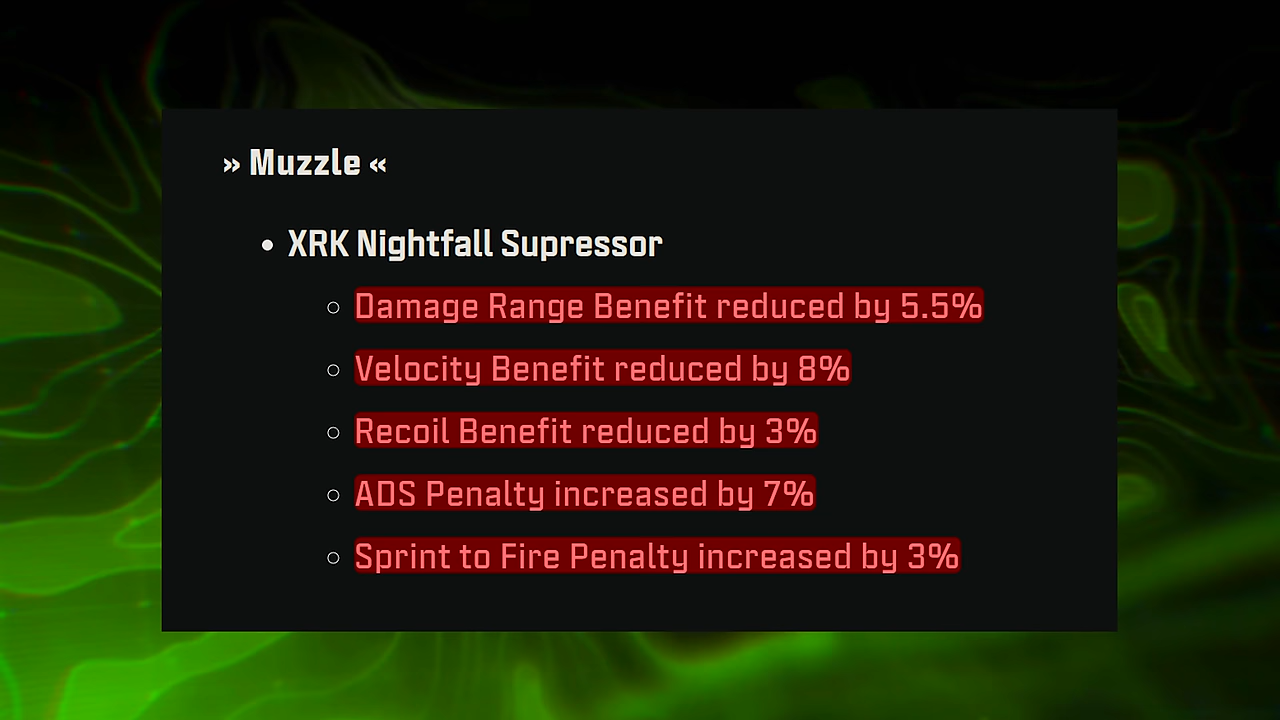 » Muzzle «
XRK Nightfall Supressor
Damage Range Benefit reduced by 5.5%
Velocity Benefit reduced by 8%
Recoil Benefit reduced by 3%
ADS Penalty increased by 7%
Sprint to Fire Penalty increased by 3%